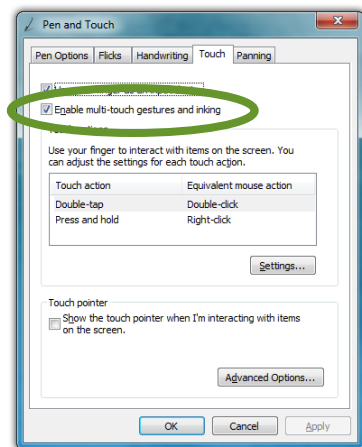 Pen and Touch
Pen Options Flicks Handwriting Touch Panning
Enable multi-touch gestures and inking
Use your finger to interact with items on the screen. You
can adjust the settings for each touch action.
Touch action Equivalent mouse action
Double-tap Double-click
Press and hold Right-click
Settings...
Touch pointer
Show the touch pointer when I'm interacting with items
on the screen.
Advanced Options...
OK Cancel Apply